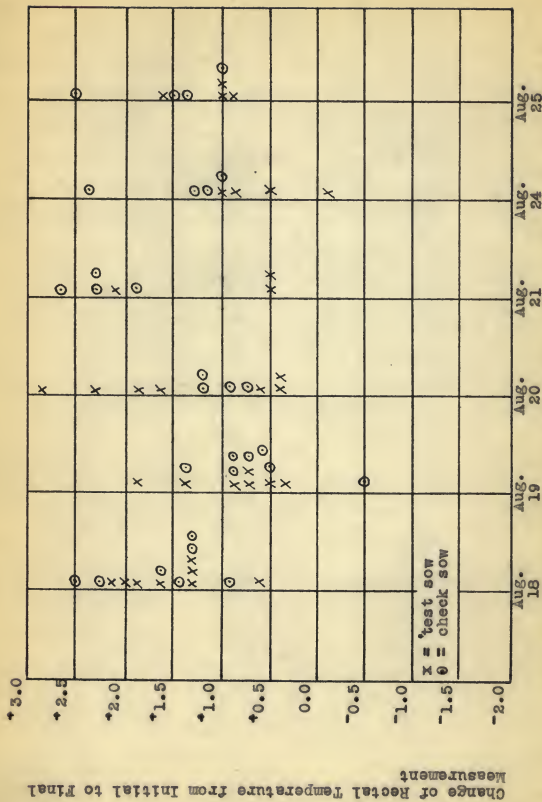 Change of Rectal Temperature from Initial to Final
Measurement
+3.0
+2.5
+2.0
+1.5
+1.0
+0.5
0.0
-0.5
-1.0
-1.5
-2.0
x = test sow
⊙ = check sow
Aug.
18
Aug.
19
Aug.
20
Aug.
21
Aug.
24
Aug.
25